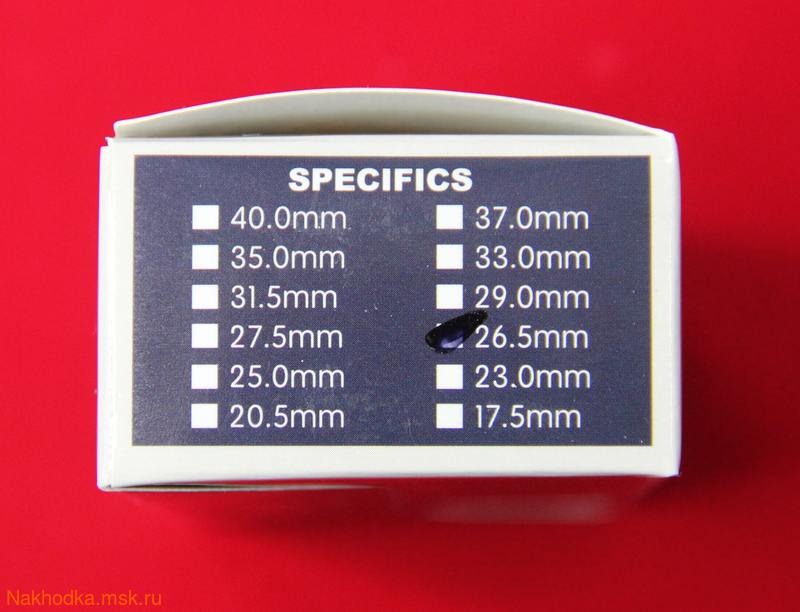 SPECIFICS
40.0mm 37.0mm
35.0mm 33.0mm
31.5mm 29.0mm
27.5mm 26.5mm
25.0mm 23.0mm
20.5mm 17.5mm
Nakhodka.msk.ru